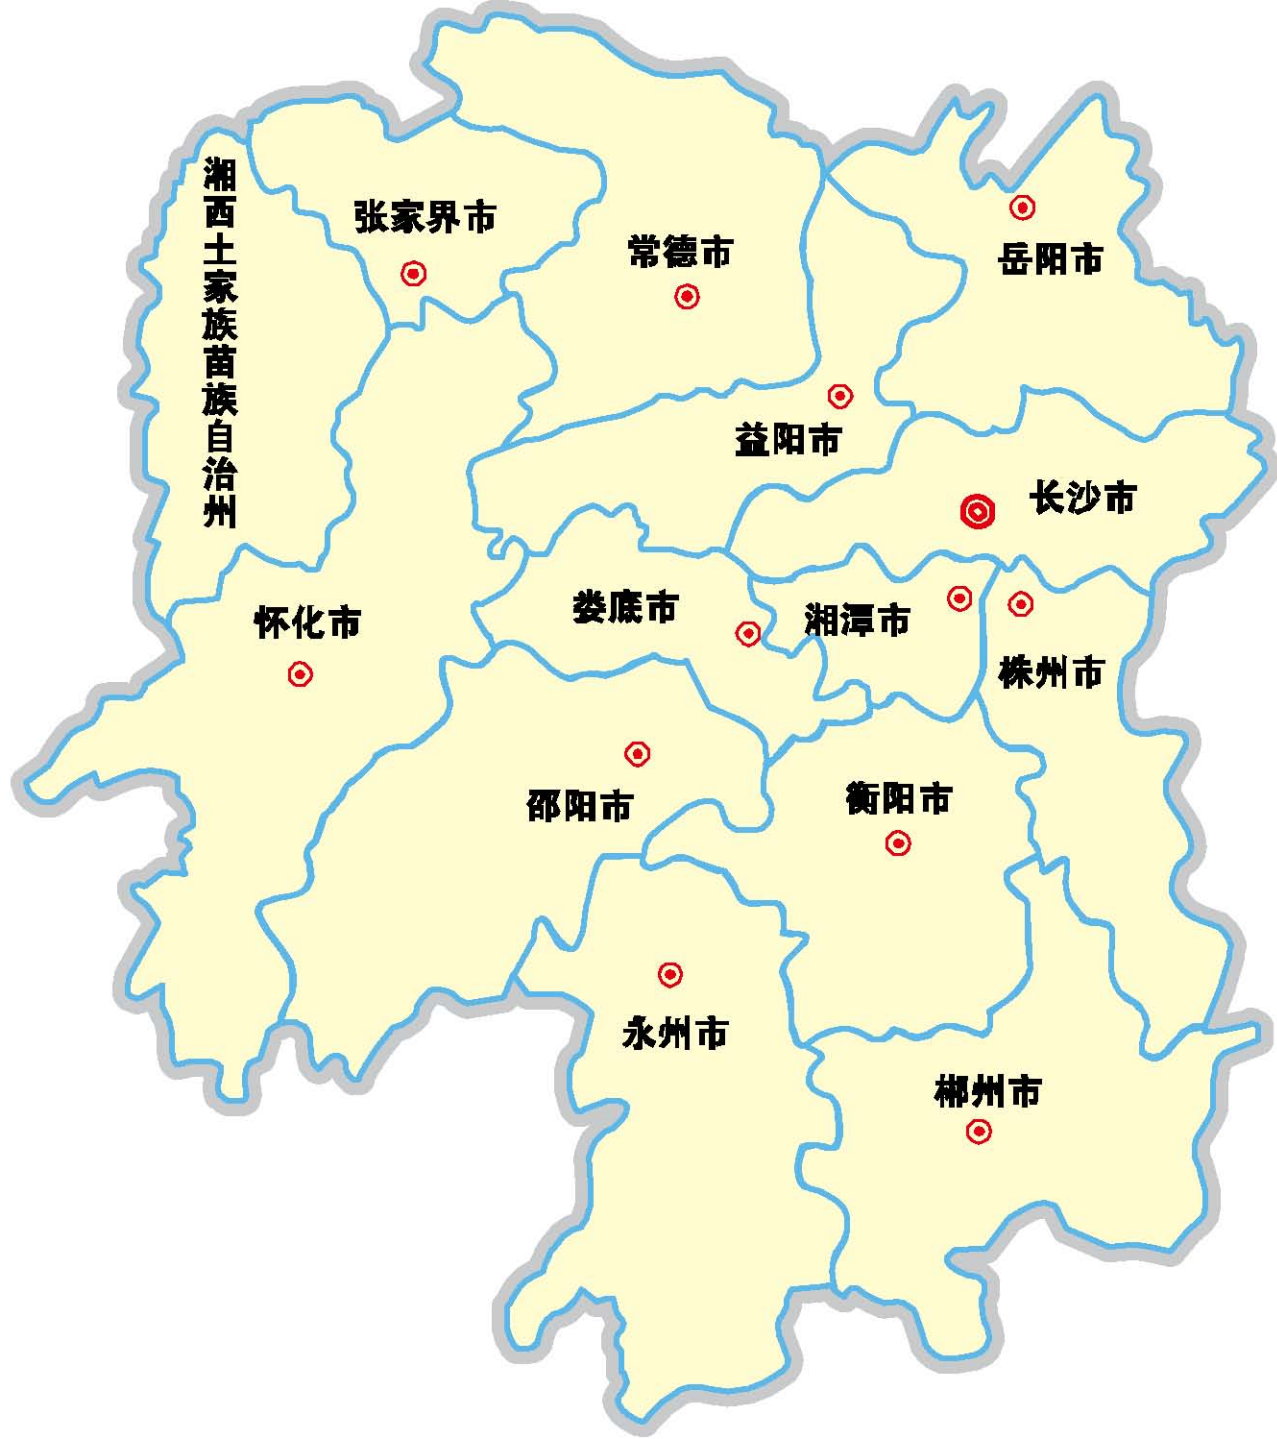 湘西土家族苗族自治州
张家界市
常德市
岳阳市
益阳市
长沙市
怀化市
娄底市
湘潭市
株州市
邵阳市
衡阳市
永州市
郴州市